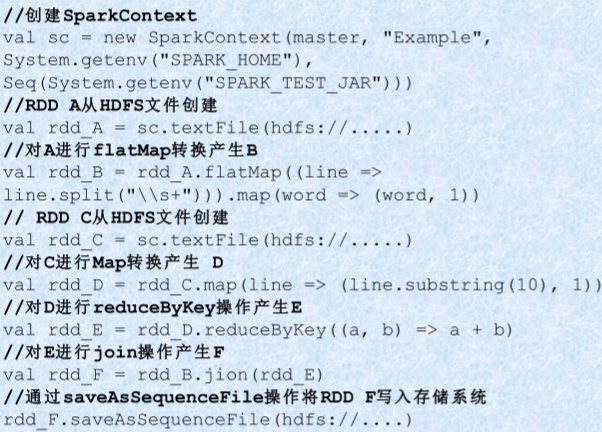 //创建SparkContext
val sc = new SparkContext(master, "Example",
System.getenv("SPARK_HOME"),
Seq(System.getenv("SPARK_TEST_JAR")))
//RDD A从HDFS文件创建
val rdd_A = sc.textFile(hdfs://.....)
//对A进行flatMap转换产生B
val rdd_B = rdd_A.flatMap((line =>
line.split("\\s+"))).map(word => (word, 1))
// RDD C从HDFS文件创建
val rdd_C = sc.textFile(hdfs://.....)
//对C进行Map转换产生 D
val rdd_D = rdd_C.map(line => (line.substring(10), 1))
//对D进行reduceByKey操作产生E
val rdd_E = rdd_D.reduceByKey((a, b) => a + b)
//对E进行join操作产生F
val rdd_F = rdd_B.jion(rdd_E)
//通过saveAsSequenceFile操作将RDD F写入存储系统
rdd_F.saveAsSequenceFile(hdfs://....)